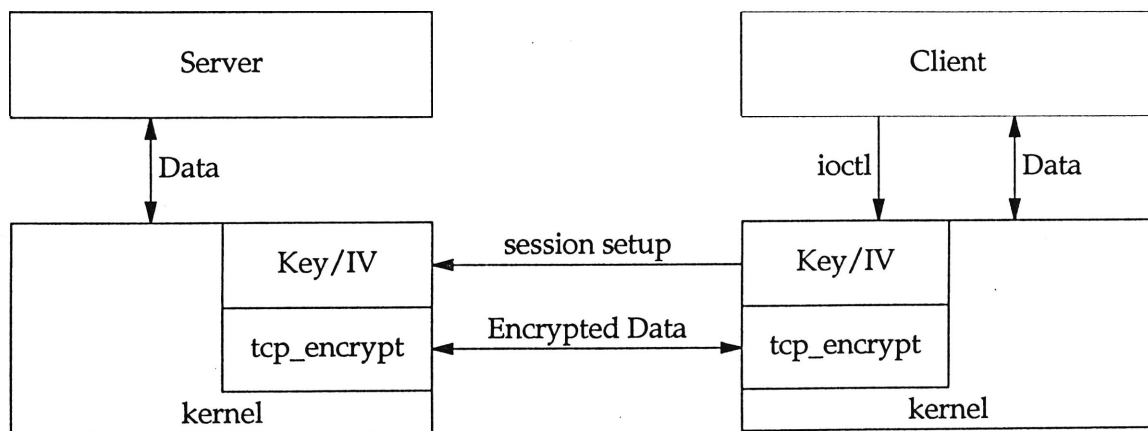 Server
Client
Data
ioctl
Data
Key/IV
session setup
Key/IV
tcp_encrypt
Encrypted Data
tcp_encrypt
kernel
kernel